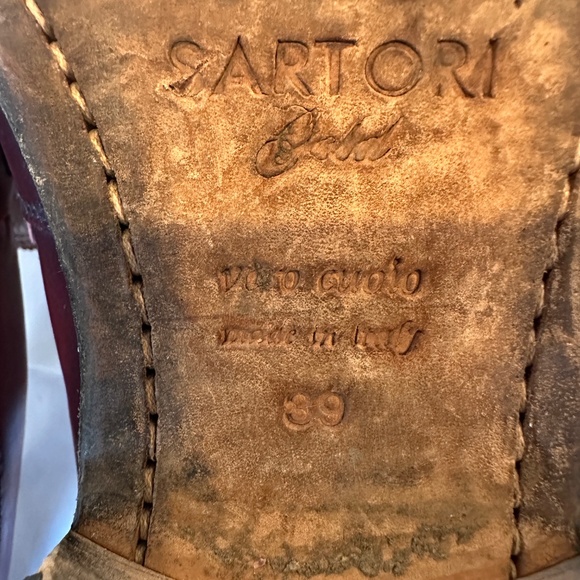 SARTORI
Gold
vero cuoio
made in Italy
39